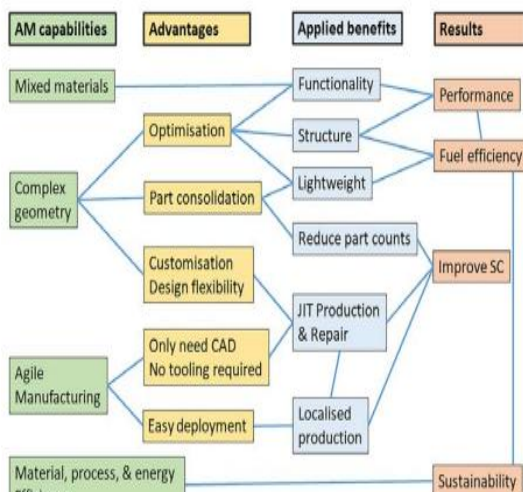 AM capabilities
Advantages
Applied benefits
Results
Mixed materials
Functionality
Performance
Optimisation
Structure
Fuel efficiency
Complex
geometry
Part consolidation
Lightweight
Reduce part counts
Customisation
Design flexibility
Improve SC
JIT Production
& Repair
Only need CAD
No tooling required
Agile
Manufacturing
Easy deployment
Localised
production
Material, process, & energy
Sustainability